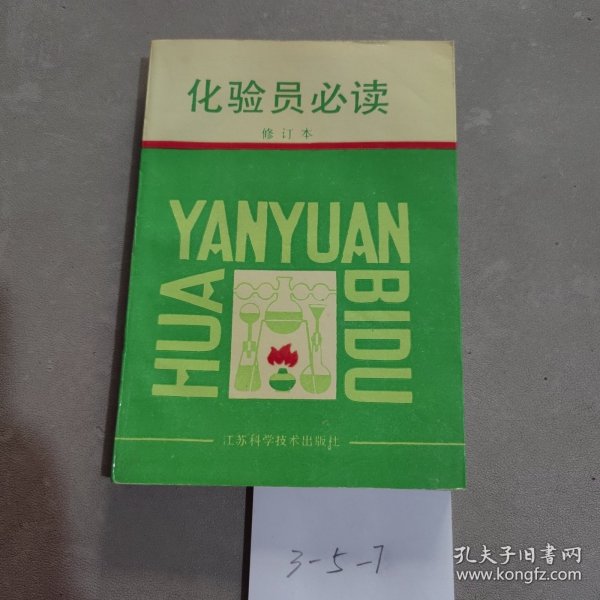 化验员必读
修订本
HUA
YANYUAN
BIDU
江苏科学技术出版社
3-5-7
孔夫子旧书网
www.kongfz.com